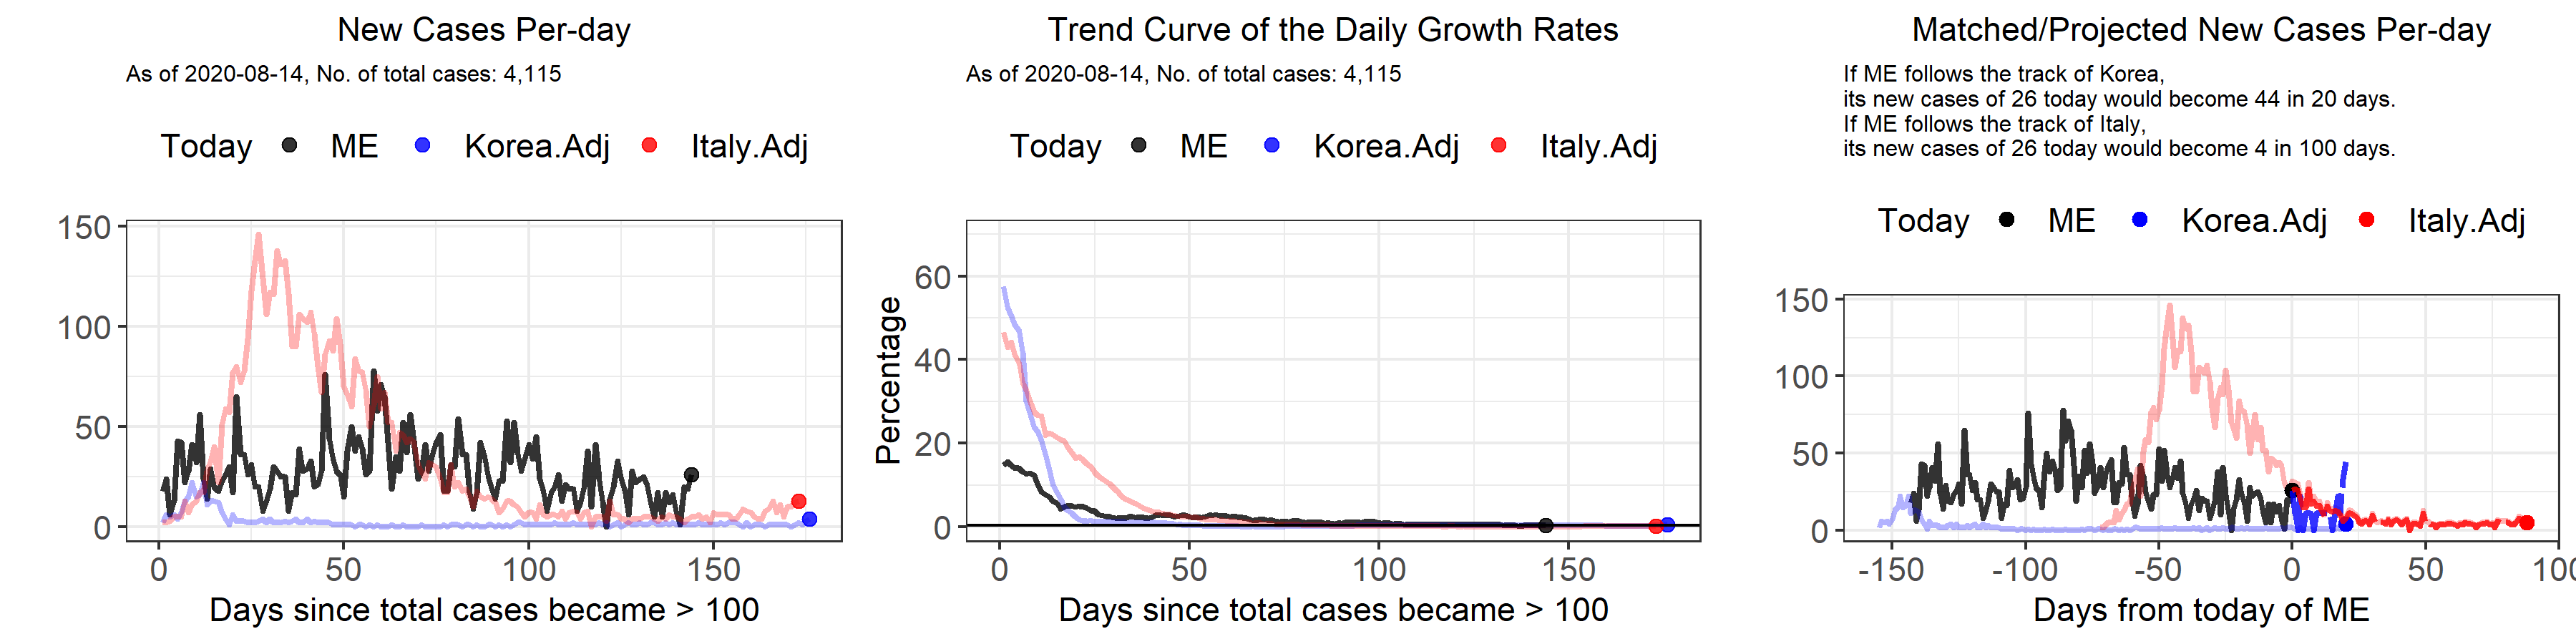 New Cases Per-day
As of 2020-08-14, No. of total cases: 4,115
Today ME Korea.Adj Italy.Adj
150
100
50
0
0 50 100 150
Days since total cases became > 100
Trend Curve of the Daily Growth Rates
As of 2020-08-14, No. of total cases: 4,115
Today ME Korea.Adj Italy.Adj
Percentage
60
40
20
0
0 50 100 150
Days since total cases became > 100
Matched/Projected New Cases Per-day
If ME follows the track of Korea,
its new cases of 26 today would become 44 in 20 days.
If ME follows the track of Italy,
its new cases of 26 today would become 4 in 100 days.
Today ME Korea.Adj Italy.Adj
150
100
50
0
-150 -100 -50 0 50 100
Days from today of ME